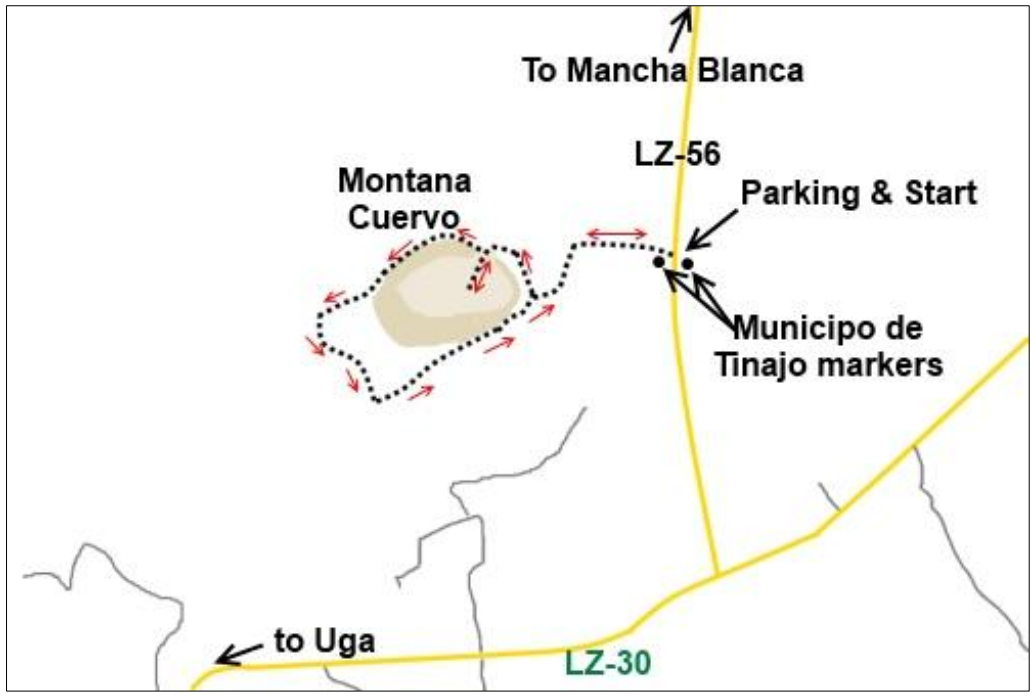 To Mancha Blanca
LZ-56
Montana
Cuervo
Parking & Start
Municipo de
Tinajo markers
to Uga
LZ-30